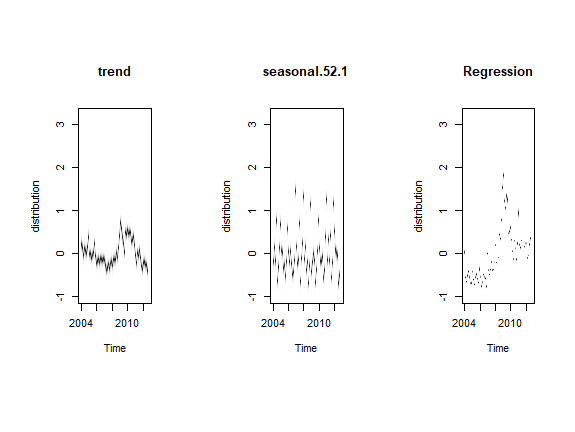 trend
distribution
3
2
1
0
-1
2004
2010
Time
seasonal.52.1
distribution
3
2
1
0
-1
2004
2010
Time
Regression
distribution
3
2
1
0
-1
2004
2010
Time